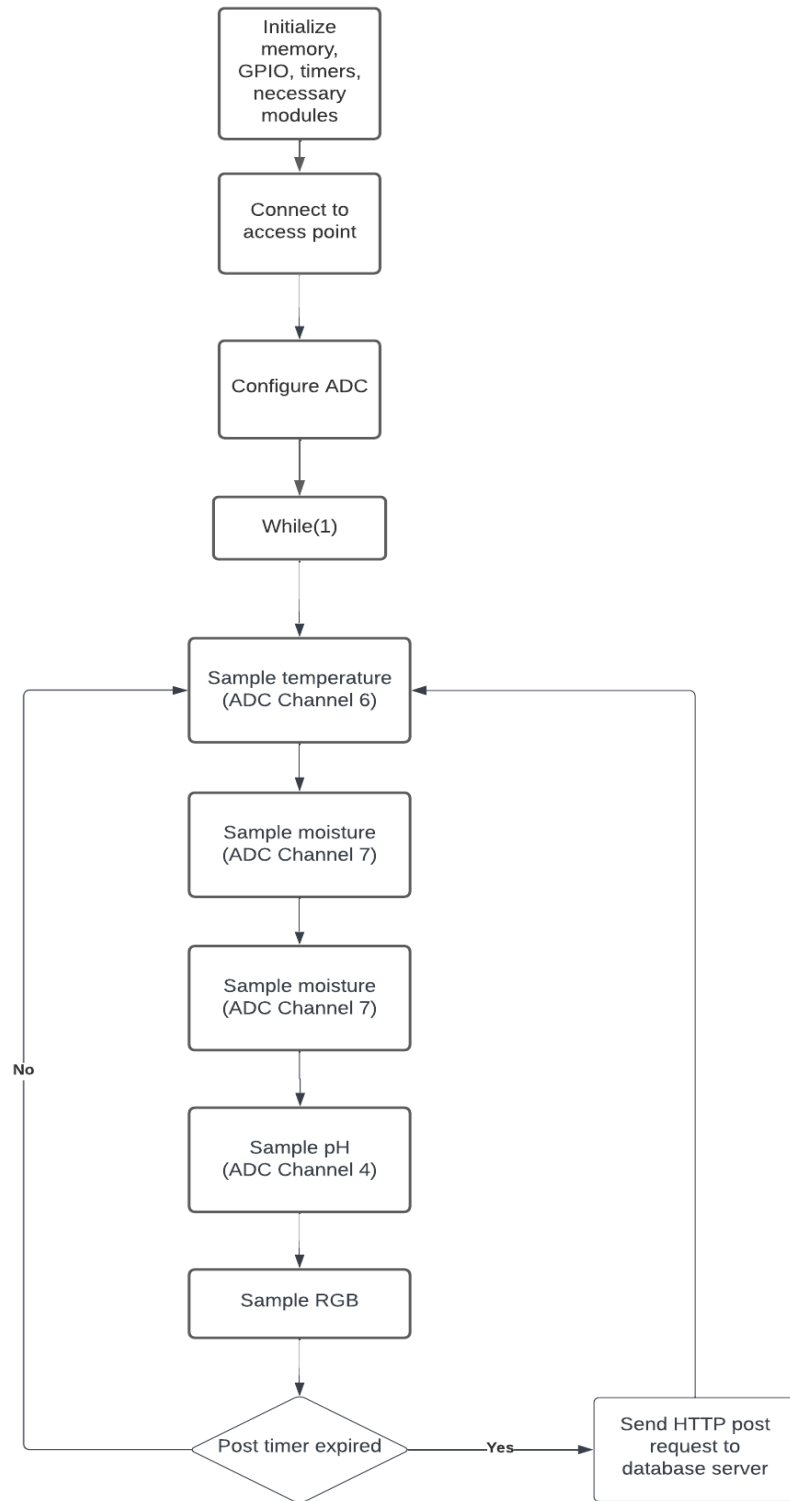 Initialize
memory,
GPIO, timers,
necessary
modules
Connect to
access point
Configure ADC
While(1)
Sample temperature
(ADC Channel 6)
Sample moisture
(ADC Channel 7)
Sample moisture
(ADC Channel 7)
No
Sample pH
(ADC Channel 4)
Sample RGB
Post timer expired
Yes
Send HTTP post
request to
database server